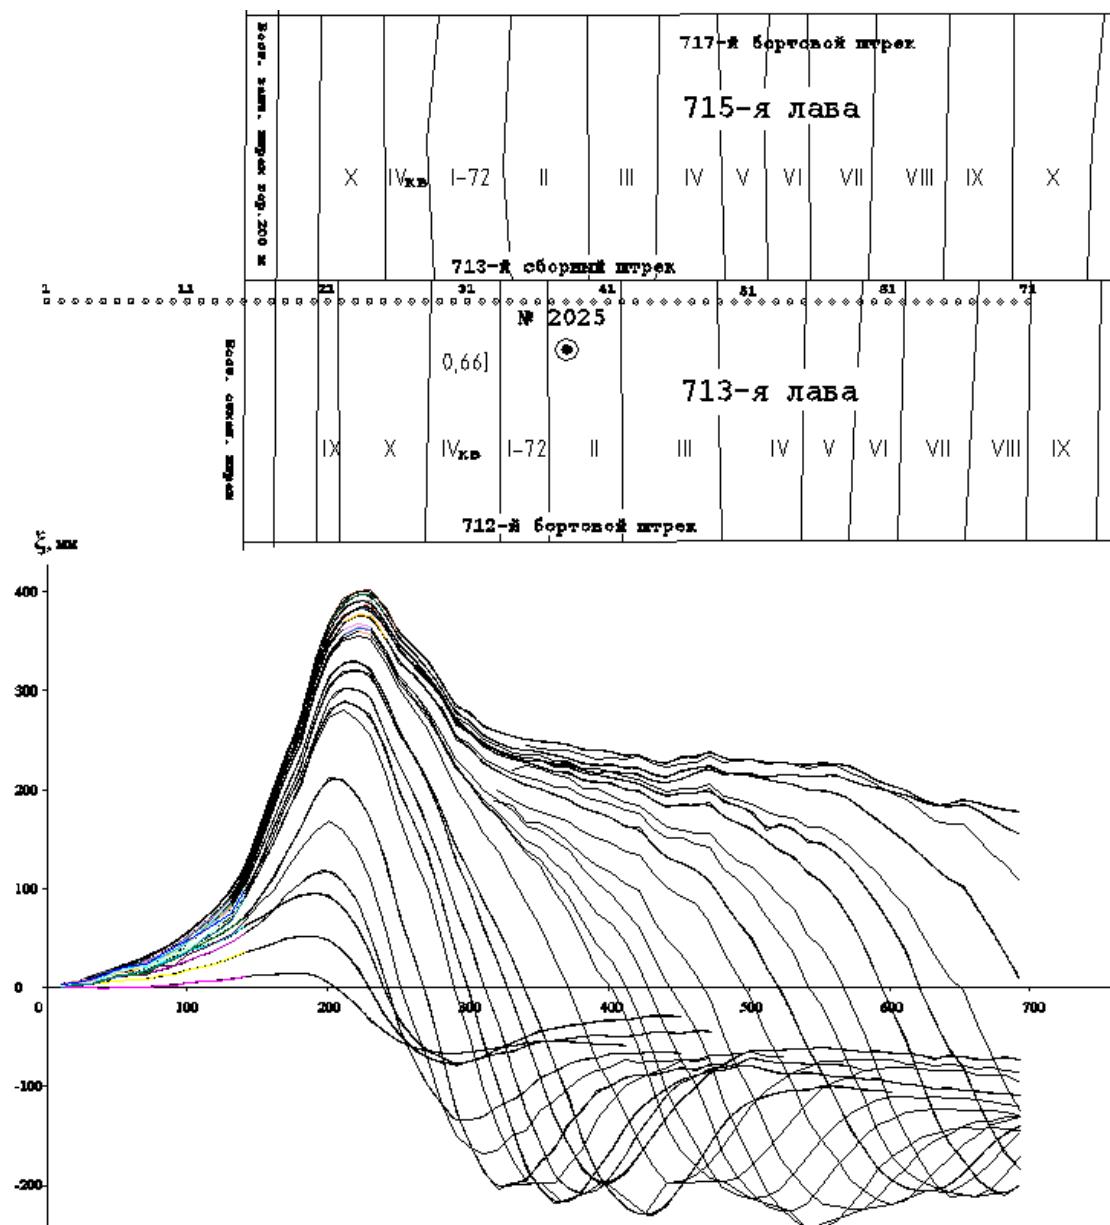 717-й бортовой штрек
715-я лава
X IVкв I-72 II III IV V VI VII VIII IX X
713-й сборный штрек
1 11 21 31 41 51 61 71
№ 2025
0,66]
713-я лава
IX X IVкв I-72 II III IV V VI VII VIII IX
712-й бортовой штрек
ξ, мм
400
300
200
100
0
0 100 200 300 400 500 600 700
-100
-200